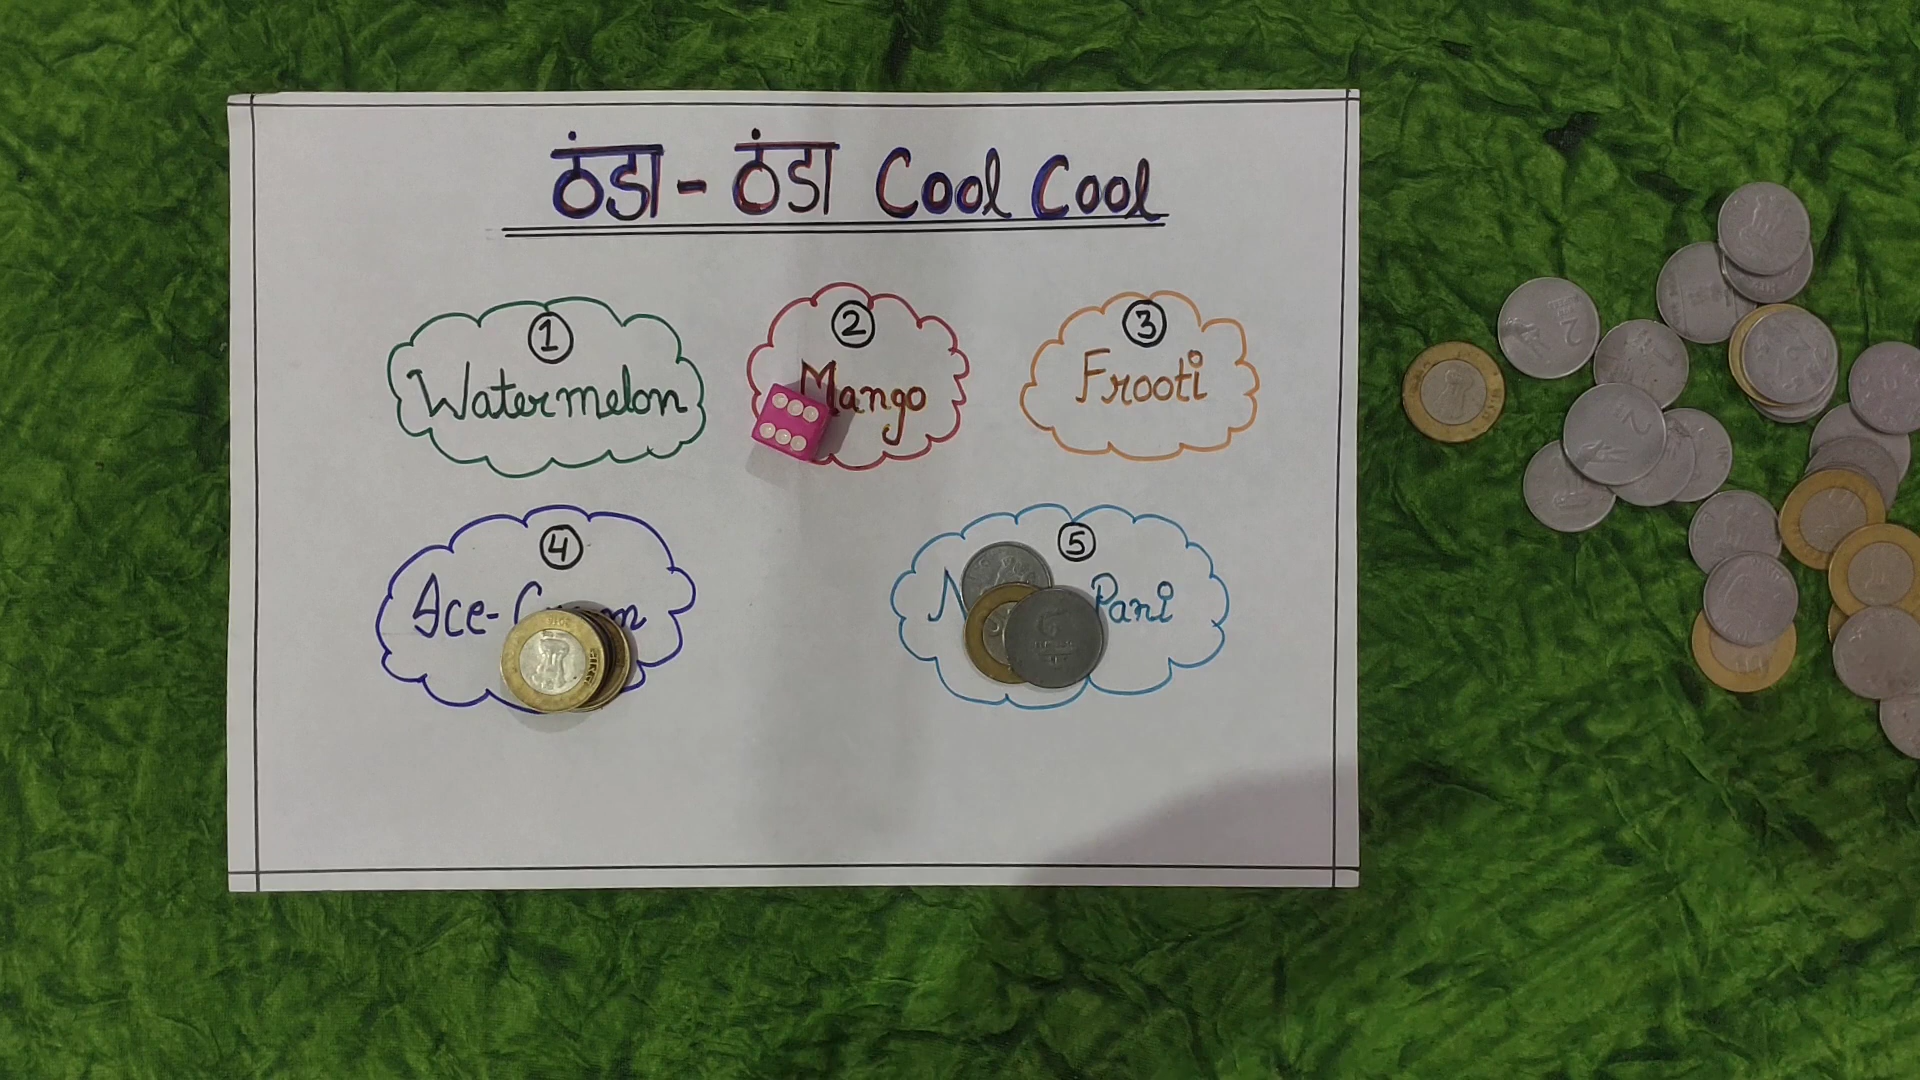 ठंडा - ठंडा Cool Cool
1
Watermelon
2
Mango
3
Frooti
4
Ice-
5
Pani